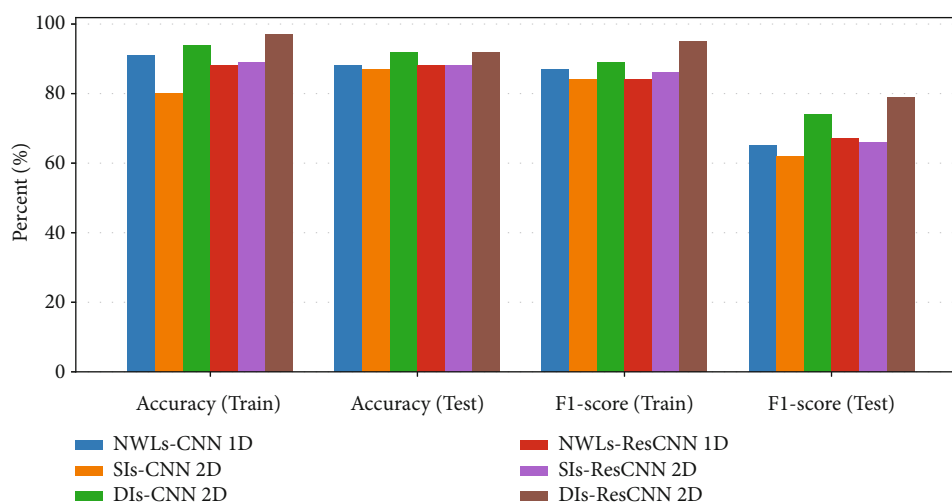 100
80
60
40
20
0
Percent (%)
Accuracy (Train)
Accuracy (Test)
F1-score (Train)
F1-score (Test)
NWLs-CNN 1D
SIs-CNN 2D
DIs-CNN 2D
NWLs-ResCNN 1D
SIs-ResCNN 2D
DIs-ResCNN 2D